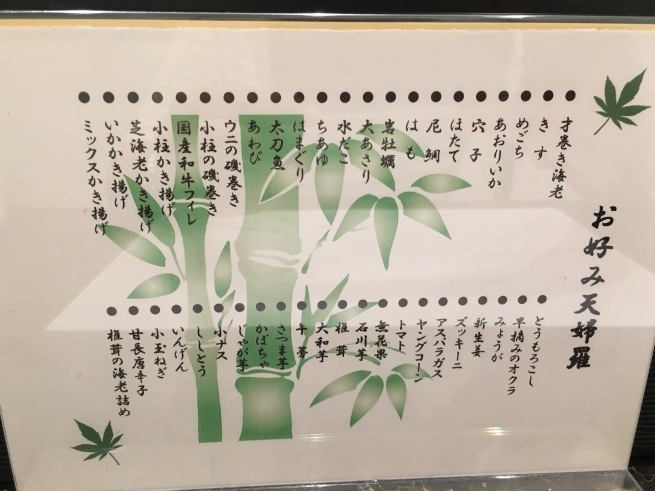 お好み天婦羅
才巻き海老
きす
めごち
あおりいか
穴子
ほたて
尼鯛
はも
岩牡蠣
大あさり
水だこ
ちあゆ
はまぐり
太刀魚
あわび
ウニの磯巻き
小柱の磯巻き
国産和牛フイレ
小柱かき揚げ
芝海老かき揚げ
いかかき揚げ
ミックスかき揚げ
とうもろこし
早摘みのオクラ
みょうが
新生姜
ズッキーニ
アスパラガス
ヤングコーン
トマト
無花果
石川芋
椎茸
大和芋
牛蒡
さつま芋
かぼちゃ
じゃが芋
小ナス
ししとう
いんげん
小玉ねぎ
甘長唐辛子
椎茸の海老詰め